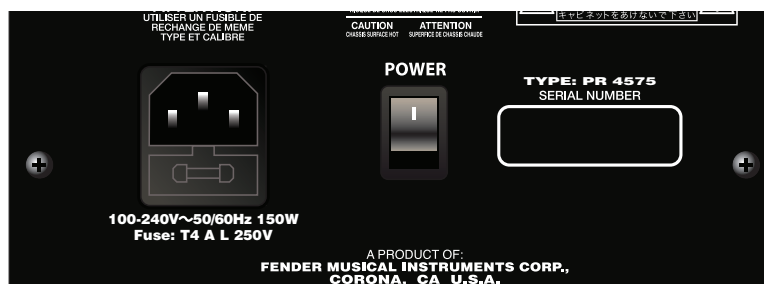 UTILISER UN FUSIBLE DE
RECHANGE DE MEME
TYPE ET CALIBRE
CAUTION
CHASSIS SURFACE HOT
ATTENTION
SUPERFICE DE CHASSIS CHAUDE
キャビネットをあけないで下さい
POWER
TYPE: PR 4575
SERIAL NUMBER
100-240V~50/60Hz 150W
Fuse: T4 A L 250V
A PRODUCT OF:
FENDER MUSICAL INSTRUMENTS CORP.,
CORONA, CA U.S.A.